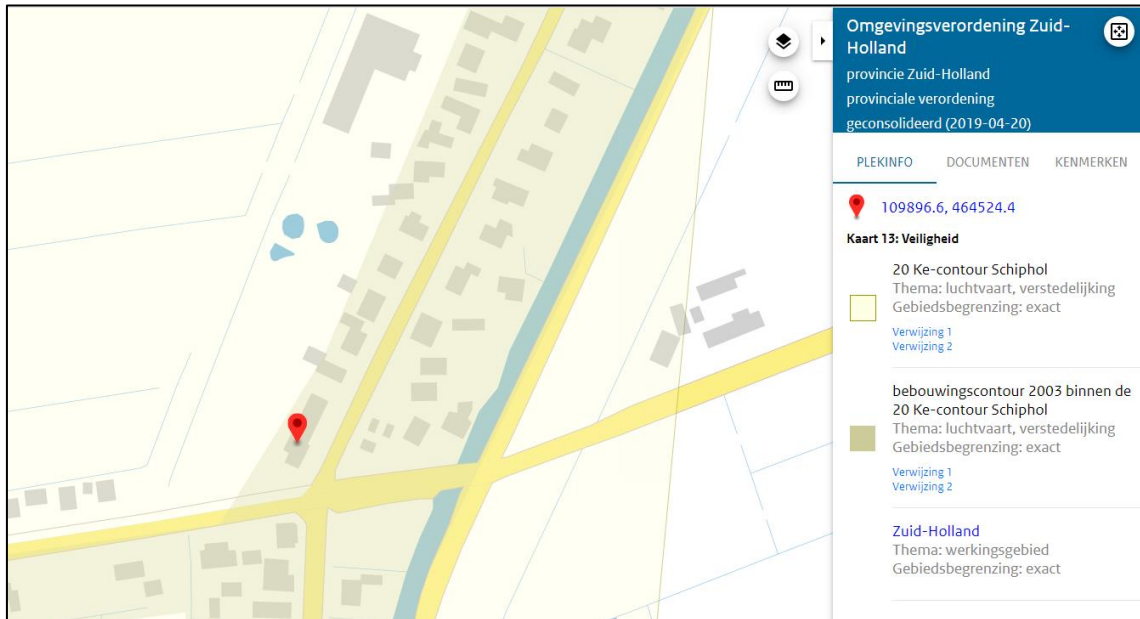 Omgevingsverordening Zuid-
Holland
provincie Zuid-Holland
provinciale verordening
geconsolideerd (2019-04-20)
PLEKINFO DOCUMENTEN KENMERKEN
109896.6, 464524.4
Kaart 13: Veiligheid
20 Ke-contour Schiphol
Thema: luchtvaart, verstedelijking
Gebiedsbegrenzing: exact
Verwijzing 1
Verwijzing 2
bebouwingscontour 2003 binnen de
20 Ke-contour Schiphol
Thema: luchtvaart, verstedelijking
Gebiedsbegrenzing: exact
Verwijzing 1
Verwijzing 2
Zuid-Holland
Thema: werkingsgebied
Gebiedsbegrenzing: exact